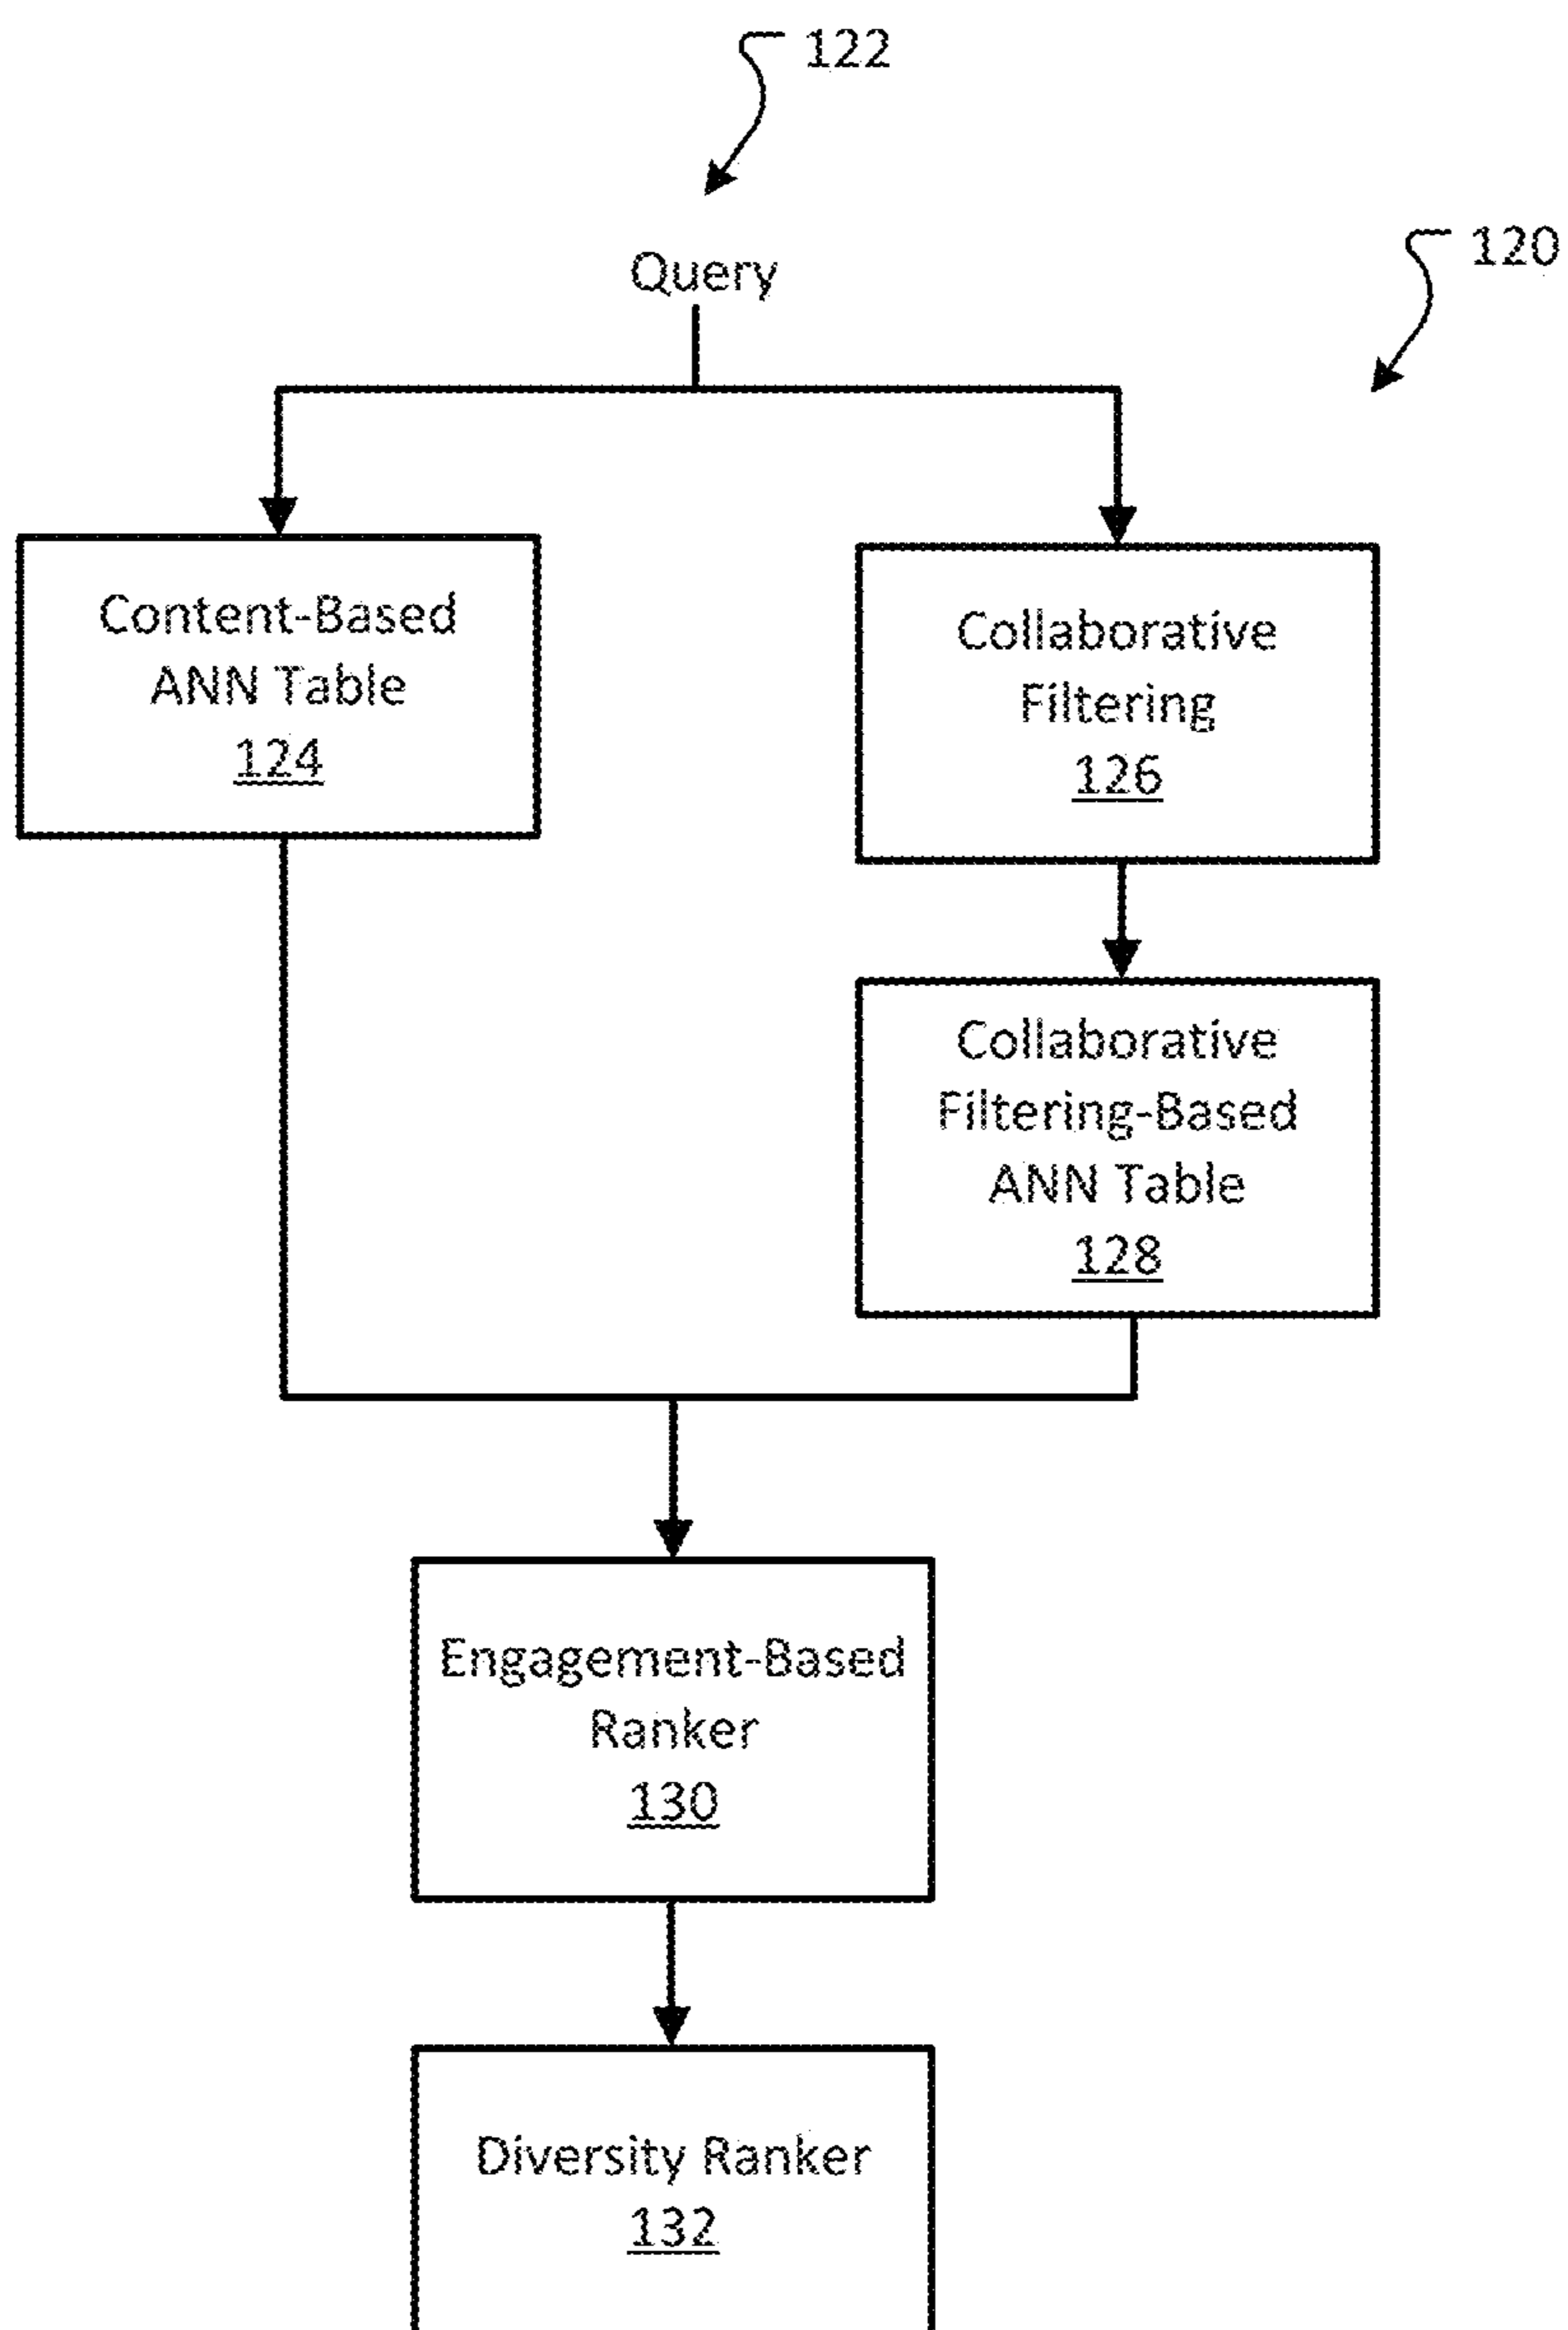 122
120
Query
Content-Based
ANN Table
124
Collaborative
Filtering
126
Collaborative
Filtering-Based
ANN Table
128
Engagement-Based
Ranker
130
Diversity Ranker
132